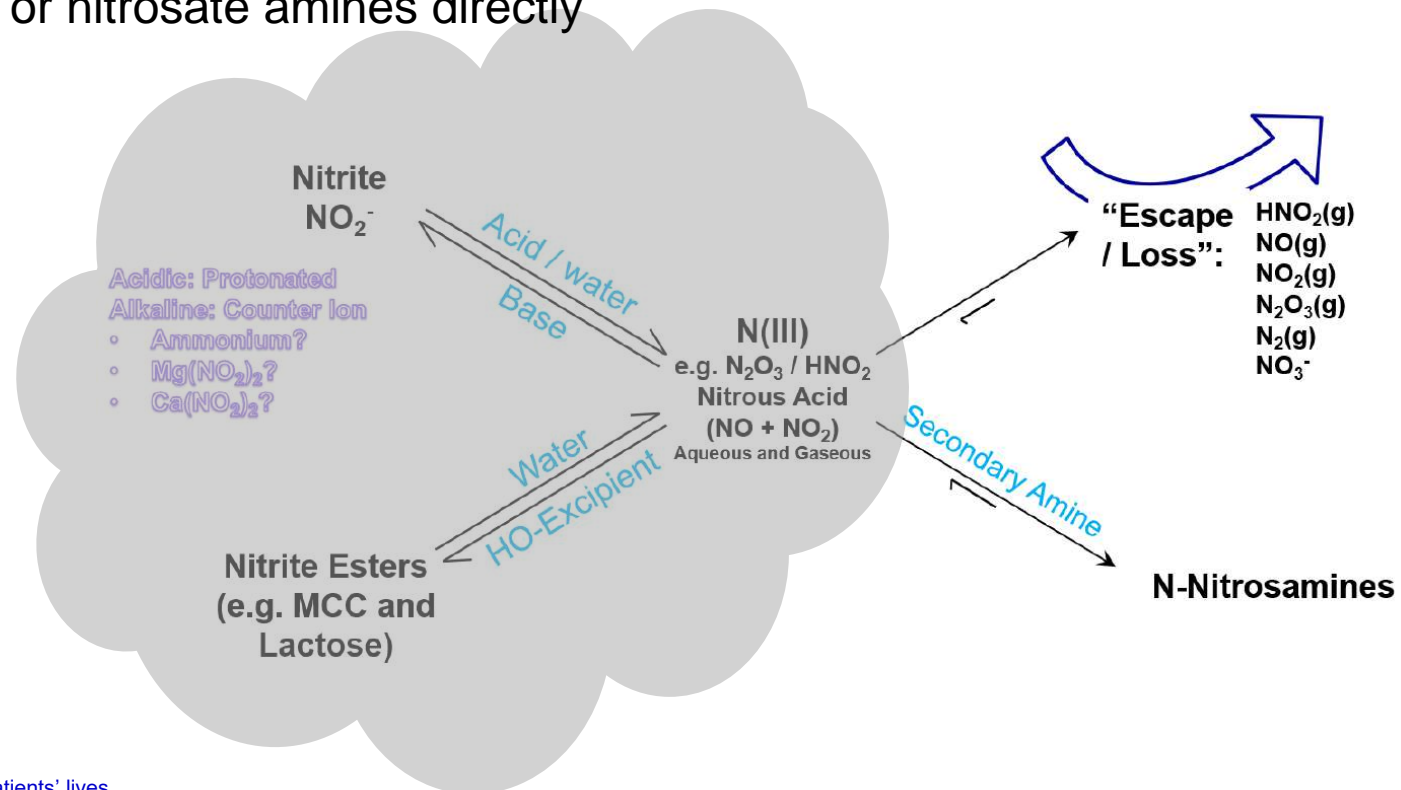 or nitrosate amines directly
Nitrite
NO₂⁻
Acid / water
Base
Acidic: Protonated
Alkaline: Counter Ion
• Ammonium?
• Mg(NO₂)₂?
• Ca(NO₂)₂?
N(III)
e.g. N₂O₃ / HNO₂
Nitrous Acid
(NO + NO₂)
Aqueous and Gaseous
Water
HO-Excipient
Nitrite Esters
(e.g. MCC and
Lactose)
“Escape
/ Loss”:
HNO₂(g)
NO(g)
NO₂(g)
N₂O₃(g)
N₂(g)
NO₃⁻
Secondary Amine
N-Nitrosamines
atients’ lives